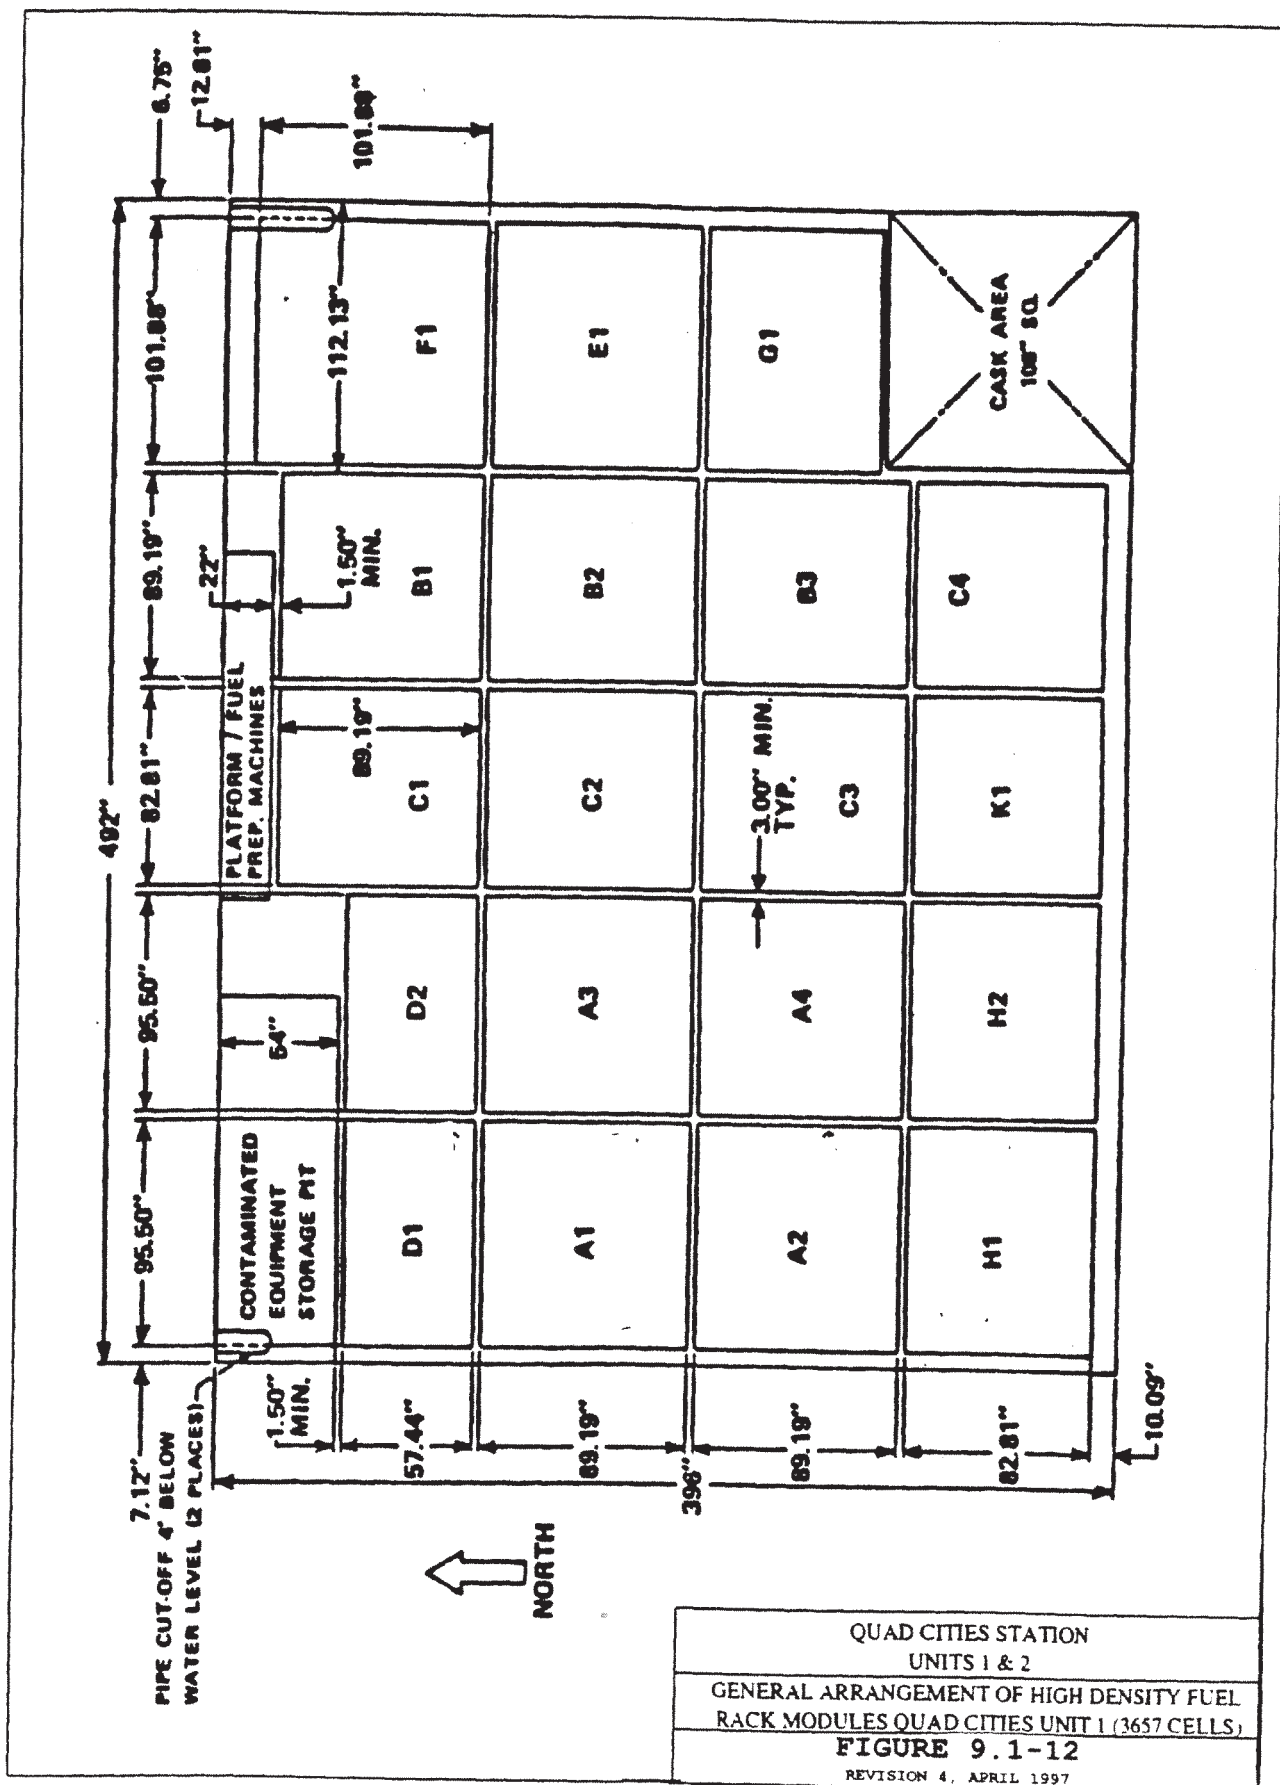 492"
7.12"
95.50"
95.50"
82.81"
89.19"
101.88"
6.75"
12.81"
PIPE CUT-OFF 4' BELOW
WATER LEVEL (2 PLACES)
CONTAMINATED
EQUIPMENT
STORAGE PIT
54"
PLATFORM / FUEL
PREP. MACHINES
22"
1.50"
MIN.
101.88"
112.13"
89.19"
1.50"
MIN.
57.44"
89.19"
396"
89.19"
82.81"
10.09"
D1
D2
C1
B1
F1
A1
A3
C2
B2
E1
3.00" MIN.
TYP.
A2
A4
C3
B3
G1
H1
H2
K1
C4
CASK AREA
SQ.
NORTH
QUAD CITIES STATION
UNITS 1 & 2
GENERAL ARRANGEMENT OF HIGH DENSITY FUEL
RACK MODULES QUAD CITIES UNIT 1 (3657 CELLS)
FIGURE 9.1-12
REVISION 4, APRIL 1997